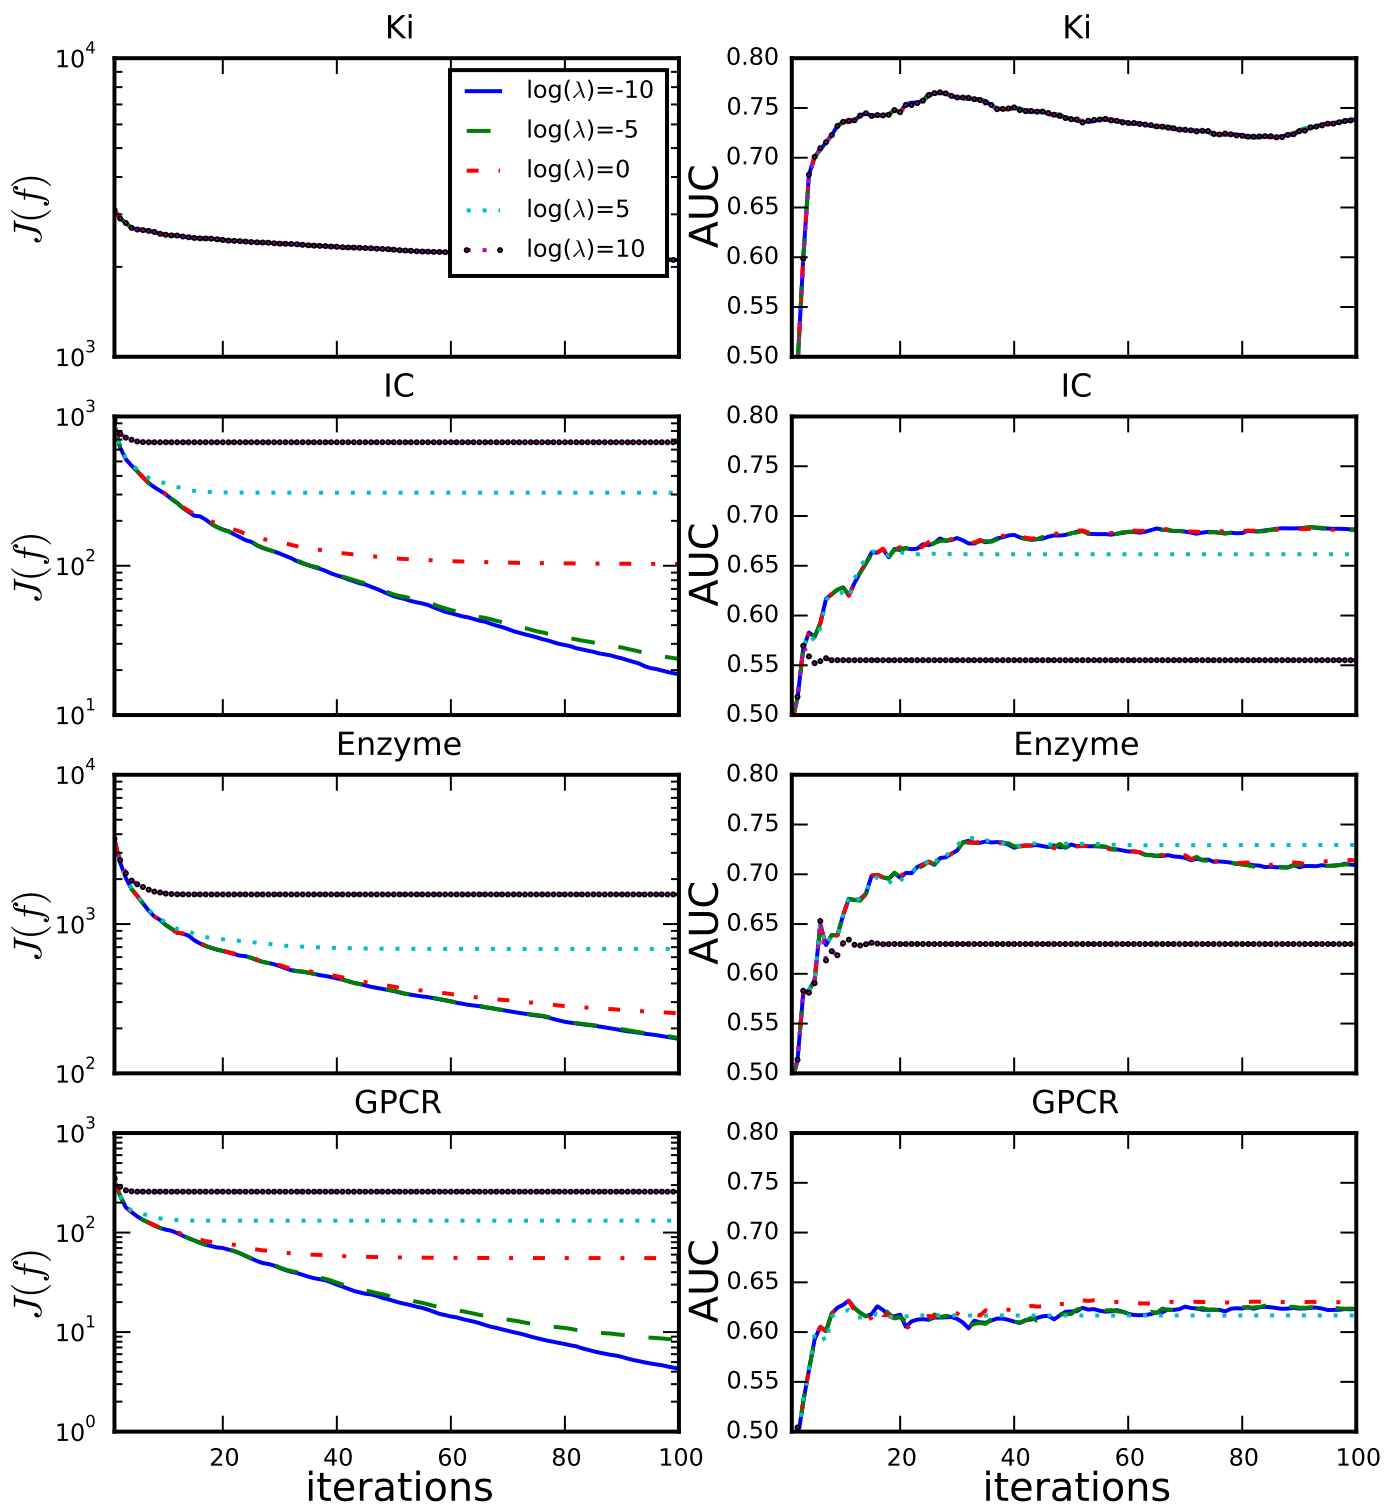 Ki
10^4
10^3
J(f)
log(λ)=-10
log(λ)=-5
log(λ)=0
log(λ)=5
log(λ)=10
Ki
0.80
0.75
0.70
0.65
0.60
0.55
0.50
AUC
IC
10^3
10^2
10^1
J(f)
IC
0.80
0.75
0.70
0.65
0.60
0.55
0.50
AUC
Enzyme
10^4
10^3
10^2
J(f)
Enzyme
0.80
0.75
0.70
0.65
0.60
0.55
0.50
AUC
GPCR
10^3
10^2
10^1
10^0
J(f)
20 40 60 80 100
iterations
GPCR
0.80
0.75
0.70
0.65
0.60
0.55
0.50
AUC
20 40 60 80 100
iterations